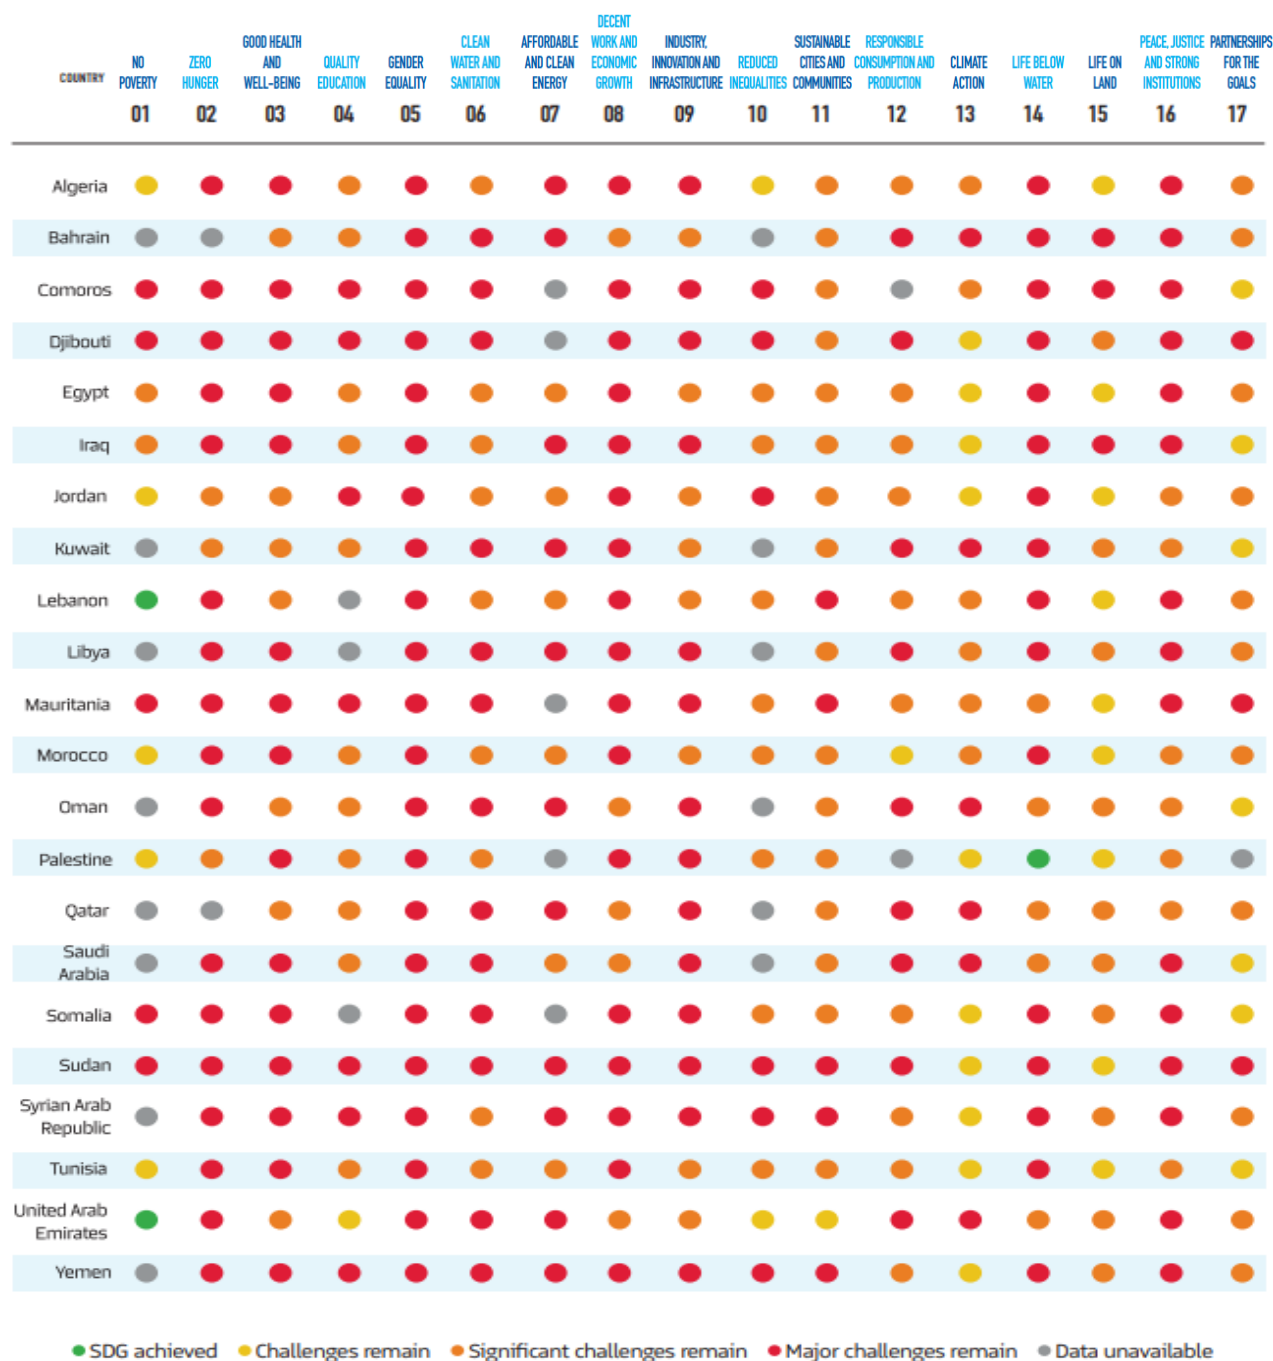 COUNTRY
NO
POVERTY
01
ZERO
HUNGER
02
GOOD HEALTH
AND
WELL-BEING
03
QUALITY
EDUCATION
04
GENDER
EQUALITY
05
CLEAN
WATER AND
SANITATION
06
AFFORDABLE
AND CLEAN
ENERGY
07
DECENT
WORK AND
ECONOMIC
GROWTH
08
INDUSTRY,
INNOVATION AND
INFRASTRUCTURE
09
REDUCED
INEQUALITIES
10
SUSTAINABLE
CITIES AND
COMMUNITIES
11
RESPONSIBLE
CONSUMPTION AND
PRODUCTION
12
CLIMATE
ACTION
13
LIFE BELOW
WATER
14
LIFE ON
LAND
15
PEACE, JUSTICE
AND STRONG
INSTITUTIONS
16
PARTNERSHIPS
FOR THE
GOALS
17
Algeria
Bahrain
Comoros
Djibouti
Egypt
Iraq
Jordan
Kuwait
Lebanon
Libya
Mauritania
Morocco
Oman
Palestine
Qatar
Saudi
Arabia
Somalia
Sudan
Syrian Arab
Republic
Tunisia
United Arab
Emirates
Yemen
SDG achieved Challenges remain Significant challenges remain Major challenges remain Data unavailable